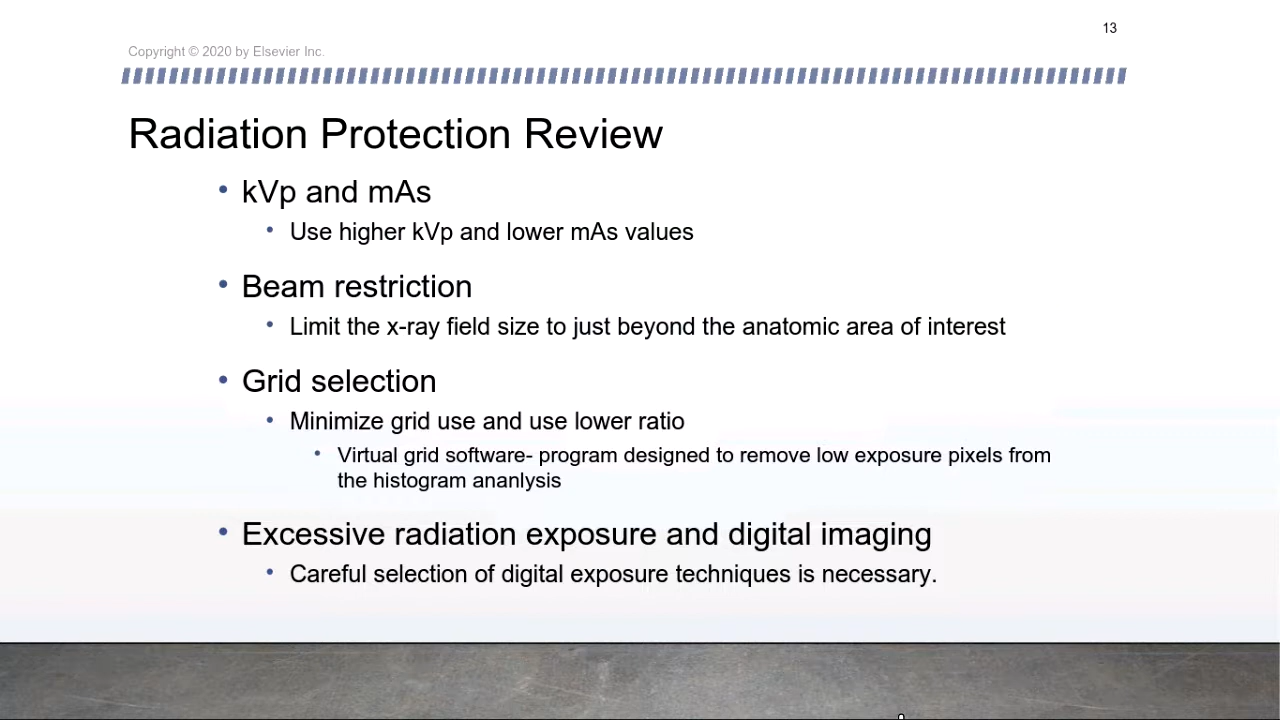 13
Copyright © 2020 by Elsevier Inc.
Radiation Protection Review
• kVp and mAs
• Use higher kVp and lower mAs values
• Beam restriction
• Limit the x-ray field size to just beyond the anatomic area of interest
• Grid selection
• Minimize grid use and use lower ratio
• Virtual grid software- program designed to remove low exposure pixels from
the histogram ananlysis
• Excessive radiation exposure and digital imaging
• Careful selection of digital exposure techniques is necessary.